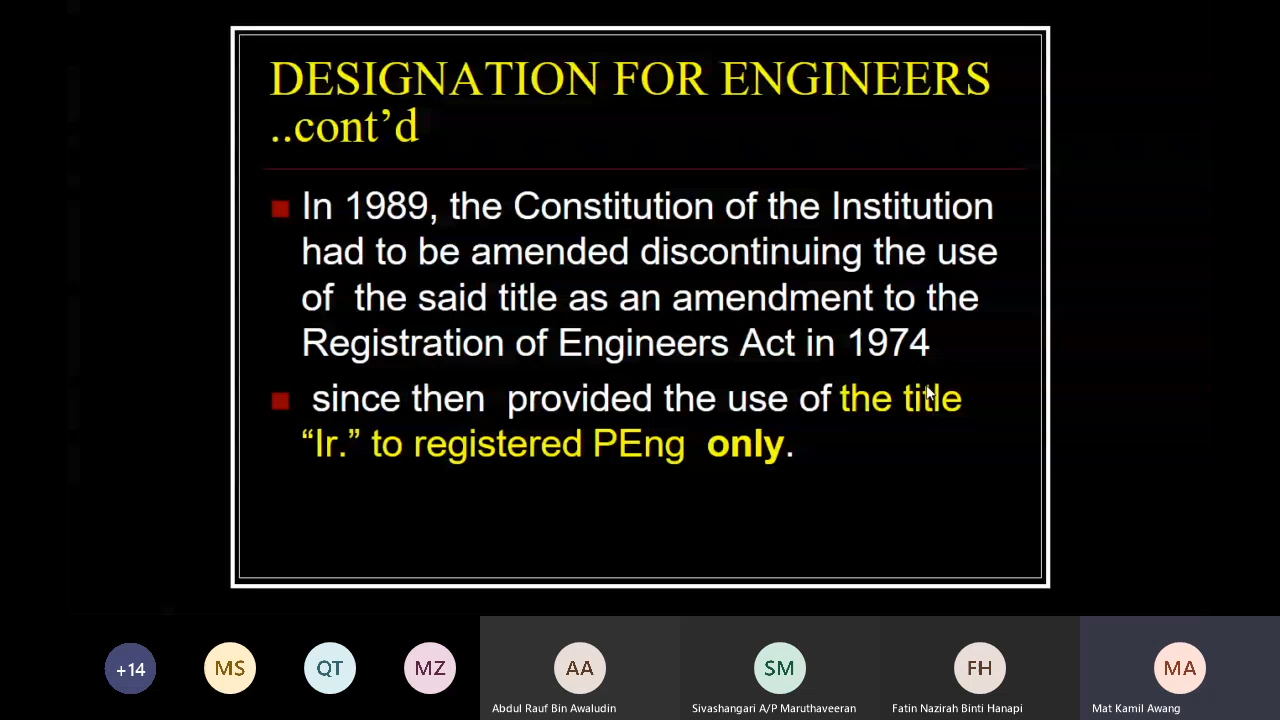 DESIGNATION FOR ENGINEERS
..cont’d
In 1989, the Constitution of the Institution
had to be amended discontinuing the use
of the said title as an amendment to the
Registration of Engineers Act in 1974
since then provided the use of the title
“Ir.” to registered PEng only.
+14
MS
QT
MZ
AA
SM
FH
MA
Abdul Rauf Bin Awaludin
Sivashangari A/P Maruthaveeran
Fatin Nazirah Binti Hanapi
Mat Kamil Awang